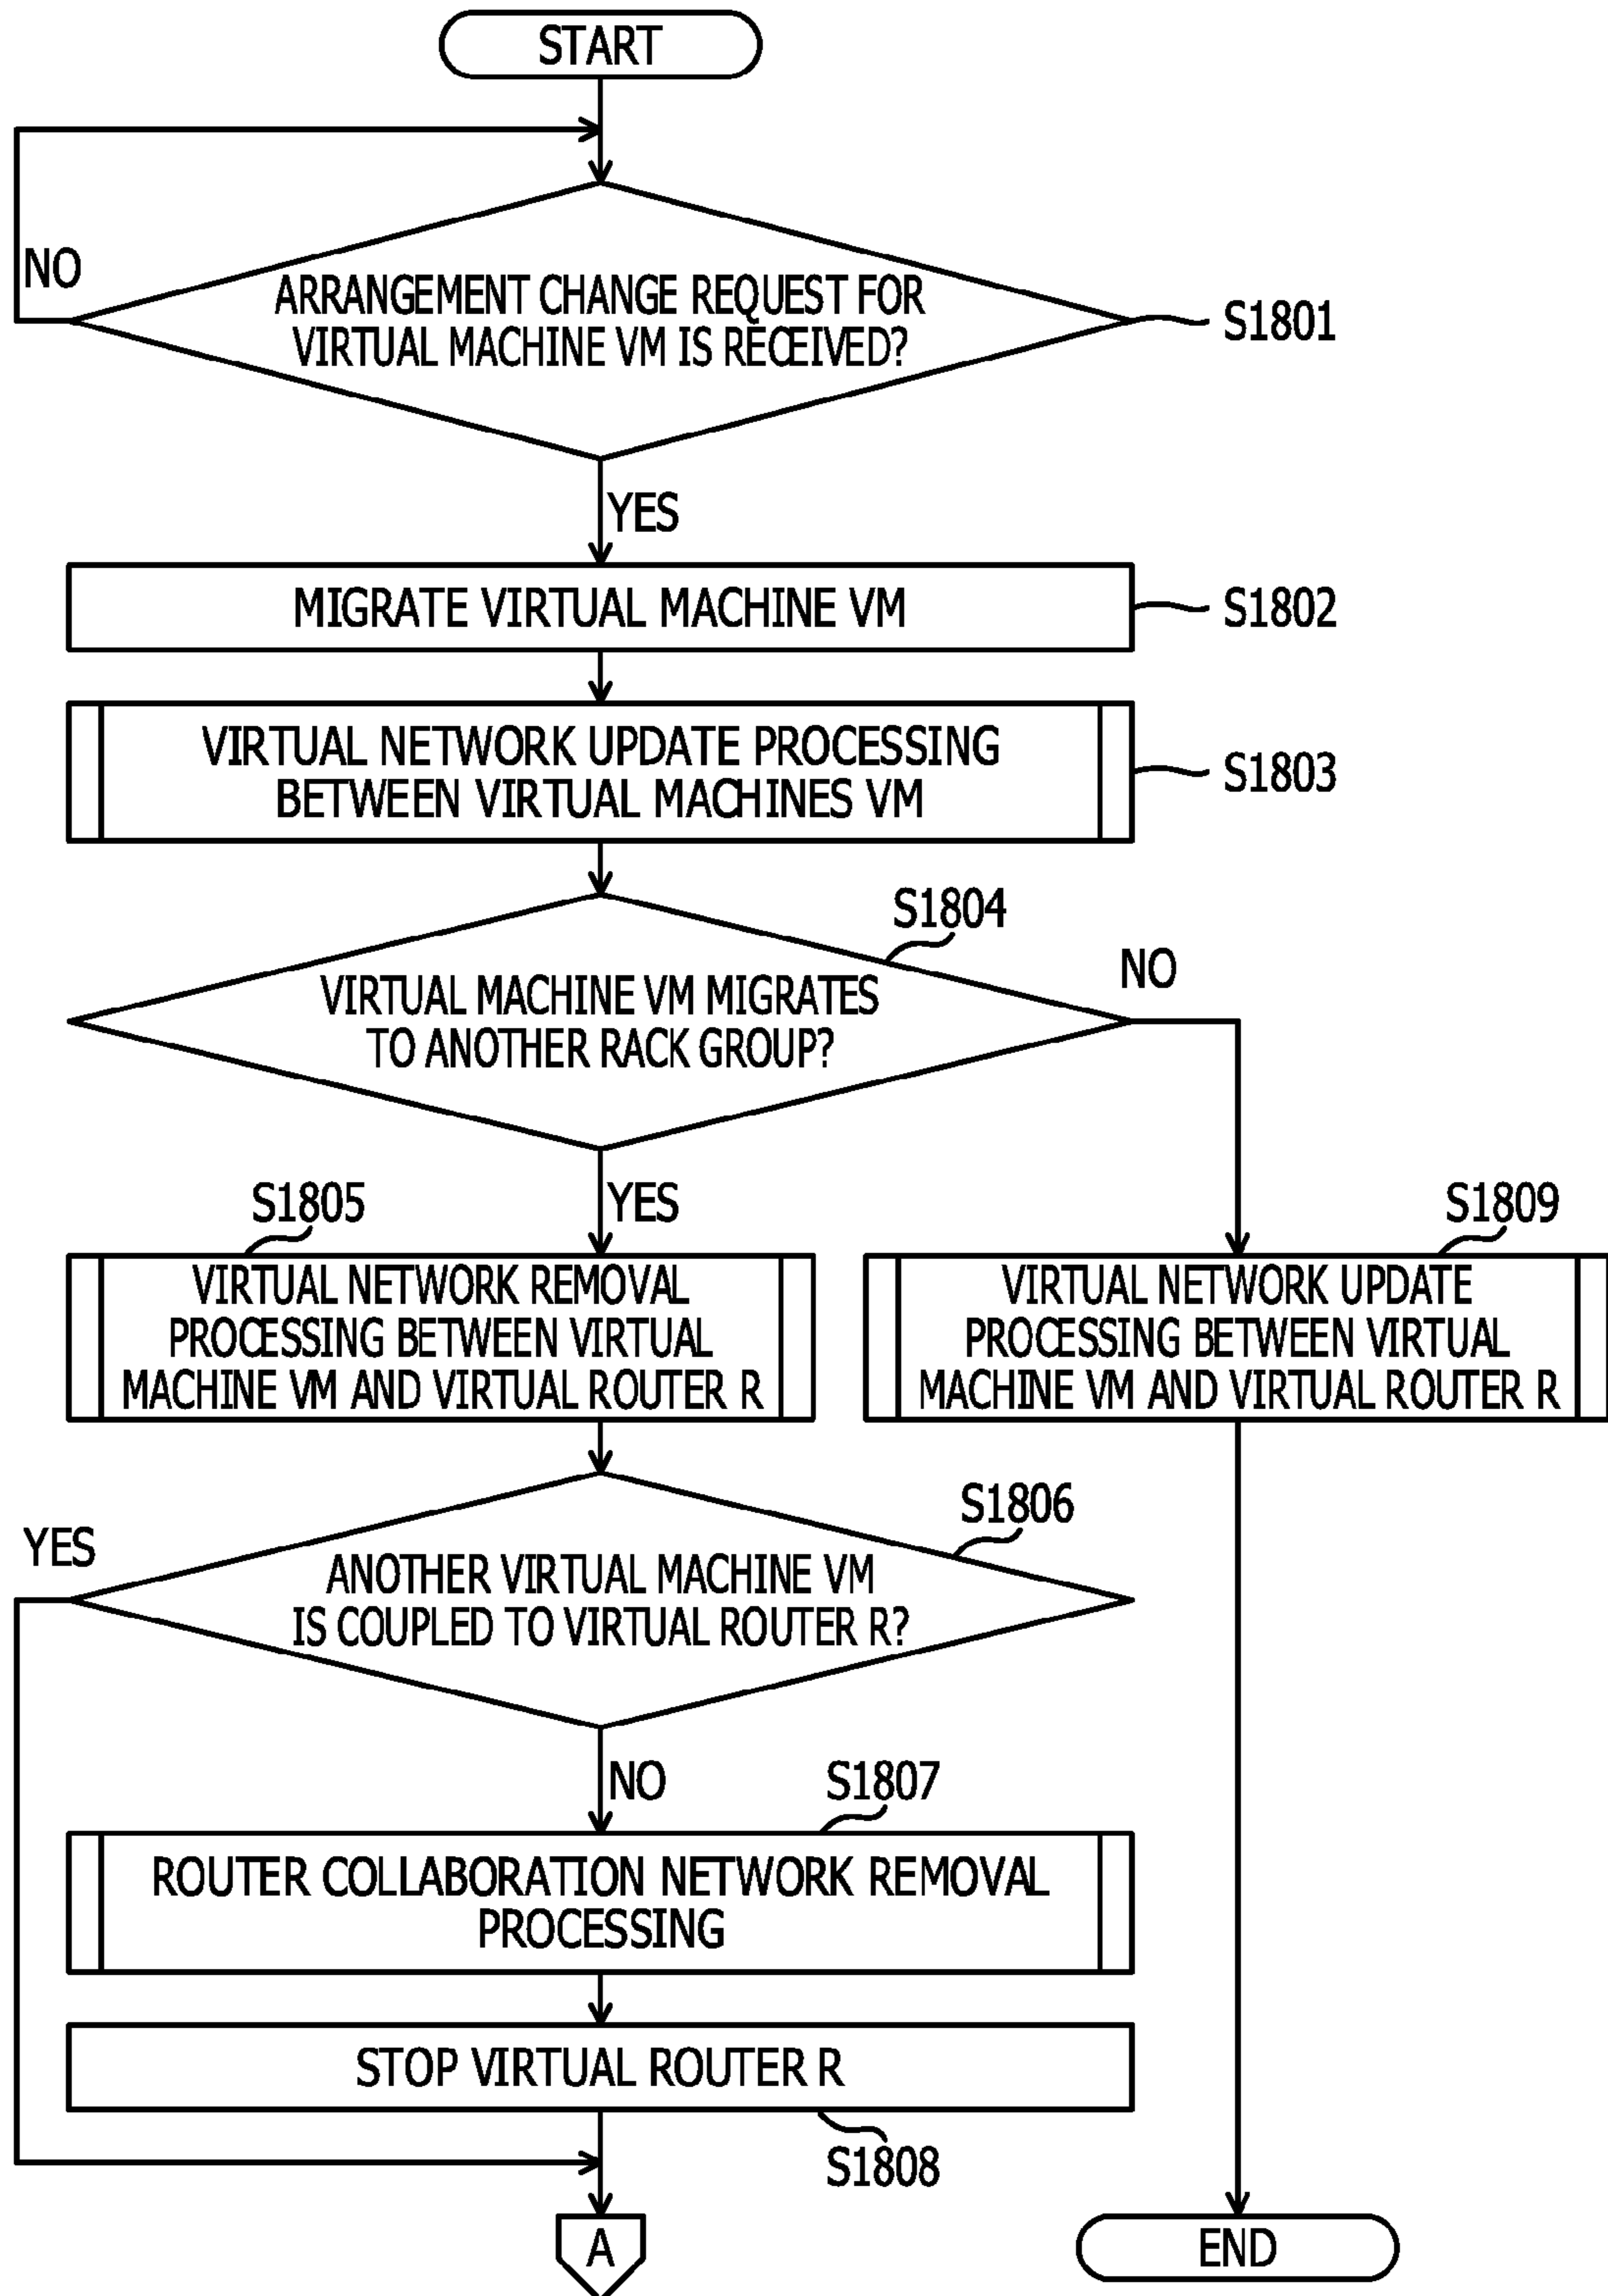 START
NO
ARRANGEMENT CHANGE REQUEST FOR
VIRTUAL MACHINE VM IS RECEIVED?
S1801
YES
MIGRATE VIRTUAL MACHINE VM
S1802
VIRTUAL NETWORK UPDATE PROCESSING
BETWEEN VIRTUAL MACHINES VM
S1803
S1804
NO
VIRTUAL MACHINE VM MIGRATES
TO ANOTHER RACK GROUP?
YES
S1805
VIRTUAL NETWORK REMOVAL
PROCESSING BETWEEN VIRTUAL
MACHINE VM AND VIRTUAL ROUTER R
S1809
VIRTUAL NETWORK UPDATE
PROCESSING BETWEEN VIRTUAL
MACHINE VM AND VIRTUAL ROUTER R
S1806
YES
ANOTHER VIRTUAL MACHINE VM
IS COUPLED TO VIRTUAL ROUTER R?
NO
S1807
ROUTER COLLABORATION NETWORK REMOVAL
PROCESSING
STOP VIRTUAL ROUTER R
S1808
A
END